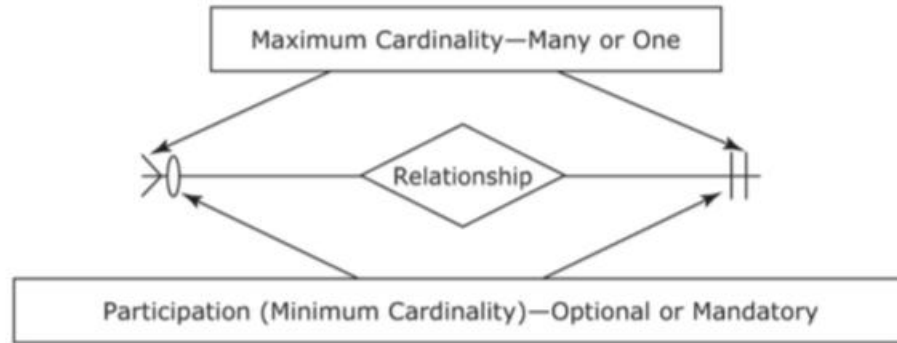 Maximum Cardinality—Many or One
Relationship
Participation (Minimum Cardinality)—Optional or Mandatory